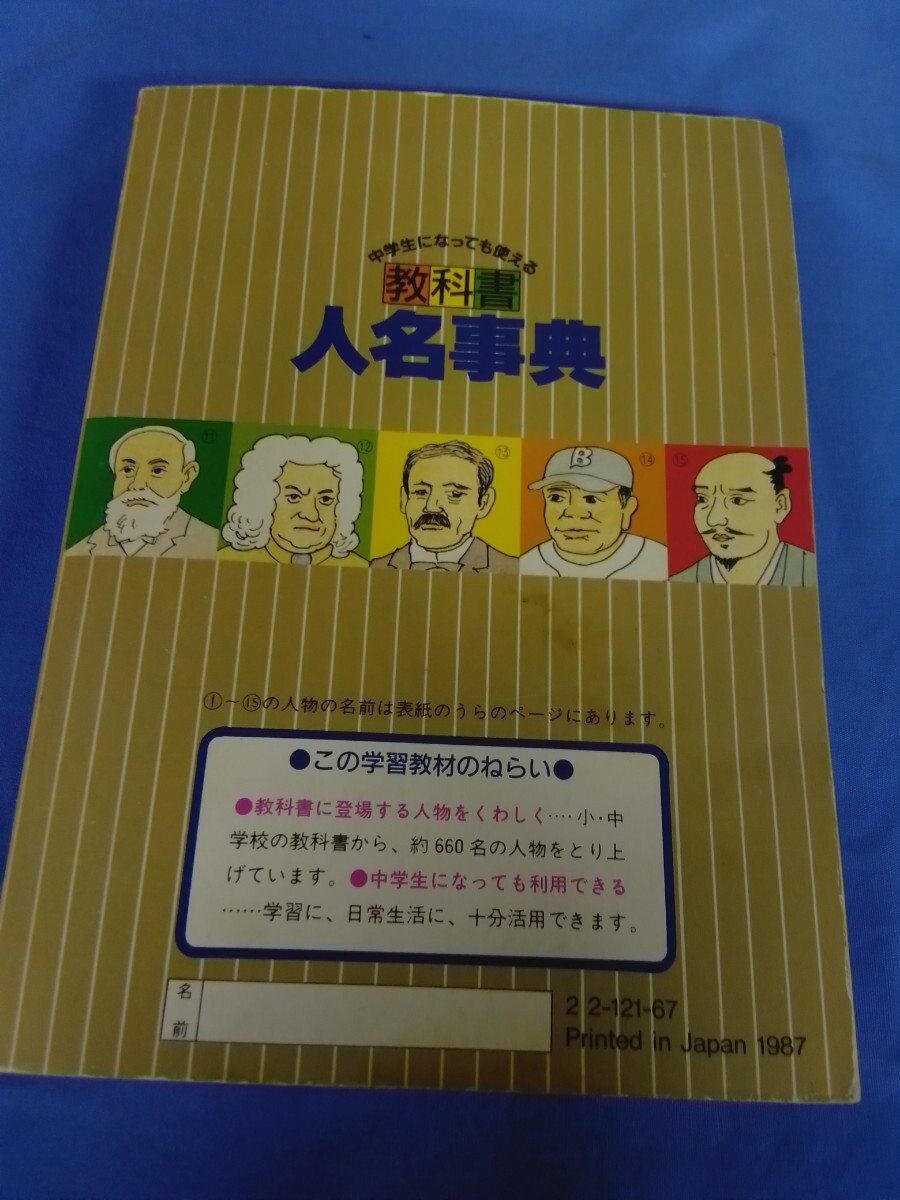 中学生になっても使える
教科書
人名事典
⑪
⑫
⑬
B
⑭
⑮
①～⑮の人物の名前は表紙のうらのページにあります。
●この学習教材のねらい●
●教科書に登場する人物をくわしく‥‥小・中
学校の教科書から、約660名の人物をとり上
げています。●中学生になっても利用できる
‥‥‥学習に、日常生活に、十分活用できます。
名前
2 2-121-67
Printed in Japan 1987